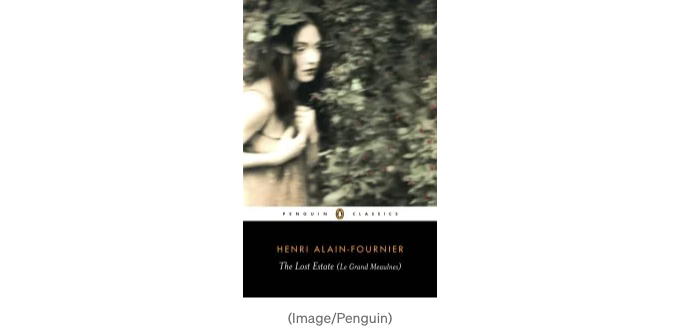 PENGUIN CLASSICS
HENRI ALAIN-FOURNIER
The Lost Estate (Le Grand Meaulnes)
(Image/Penguin)